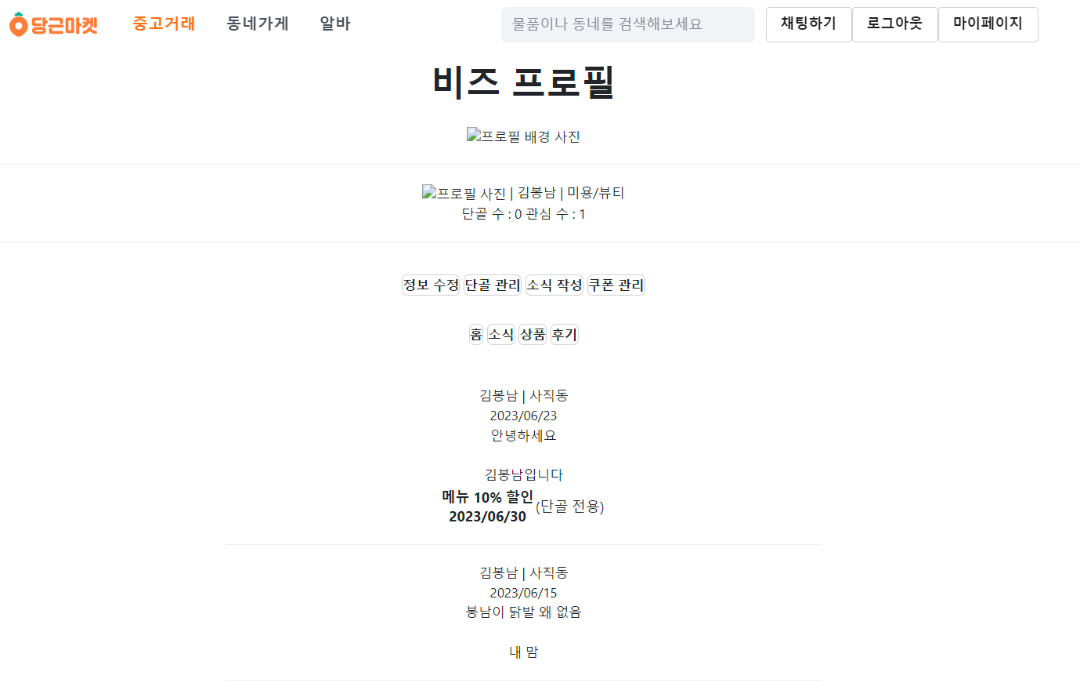 당근마켓 중고거래 동네가게 알바 물품이나 동네를 검색해보세요 채팅하기 로그아웃 마이페이지
비즈 프로필
프로필 배경 사진
프로필 사진 | 김봉남 | 미용/뷰티
단골 수 : 0 관심 수 : 1
정보 수정 단골 관리 소식 작성 쿠폰 관리
홈 소식 상품 후기
김봉남 | 사직동
2023/06/23
안녕하세요
김봉남입니다
메뉴 10% 할인
2023/06/30
(단골 전용)
김봉남 | 사직동
2023/06/15
봉남이 닭발 왜 없음
내 맘